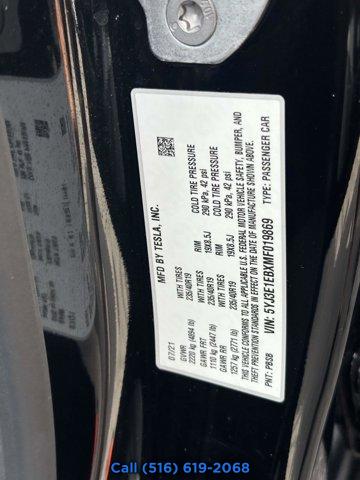 MFD BY TESLA, INC.
07/21
GVWR
2220 kg (4894 lb)
WITH TIRES
235/40R19
RIM
19X8.5J
COLD TIRE PRESSURE
290 kPa, 42 psi
GAWR FRT
1110 kg (2447 lb)
WITH TIRES
235/40R19
RIM
19X8.5J
COLD TIRE PRESSURE
290 kPa, 42 psi
GAWR RR
1257 kg (2771 lb)
THIS VEHICLE CONFORMS TO ALL APPLICABLE U.S. FEDERAL MOTOR VEHICLE SAFETY, BUMPER, AND
THEFT PREVENTION STANDARDS IN EFFECT ON THE DATE OF MANUFACTURE SHOWN ABOVE.
VIN: 5YJ3E1EBXMF019869 TYPE: PASSENGER CAR
PNT: PBSB
Call (516) 619-2068